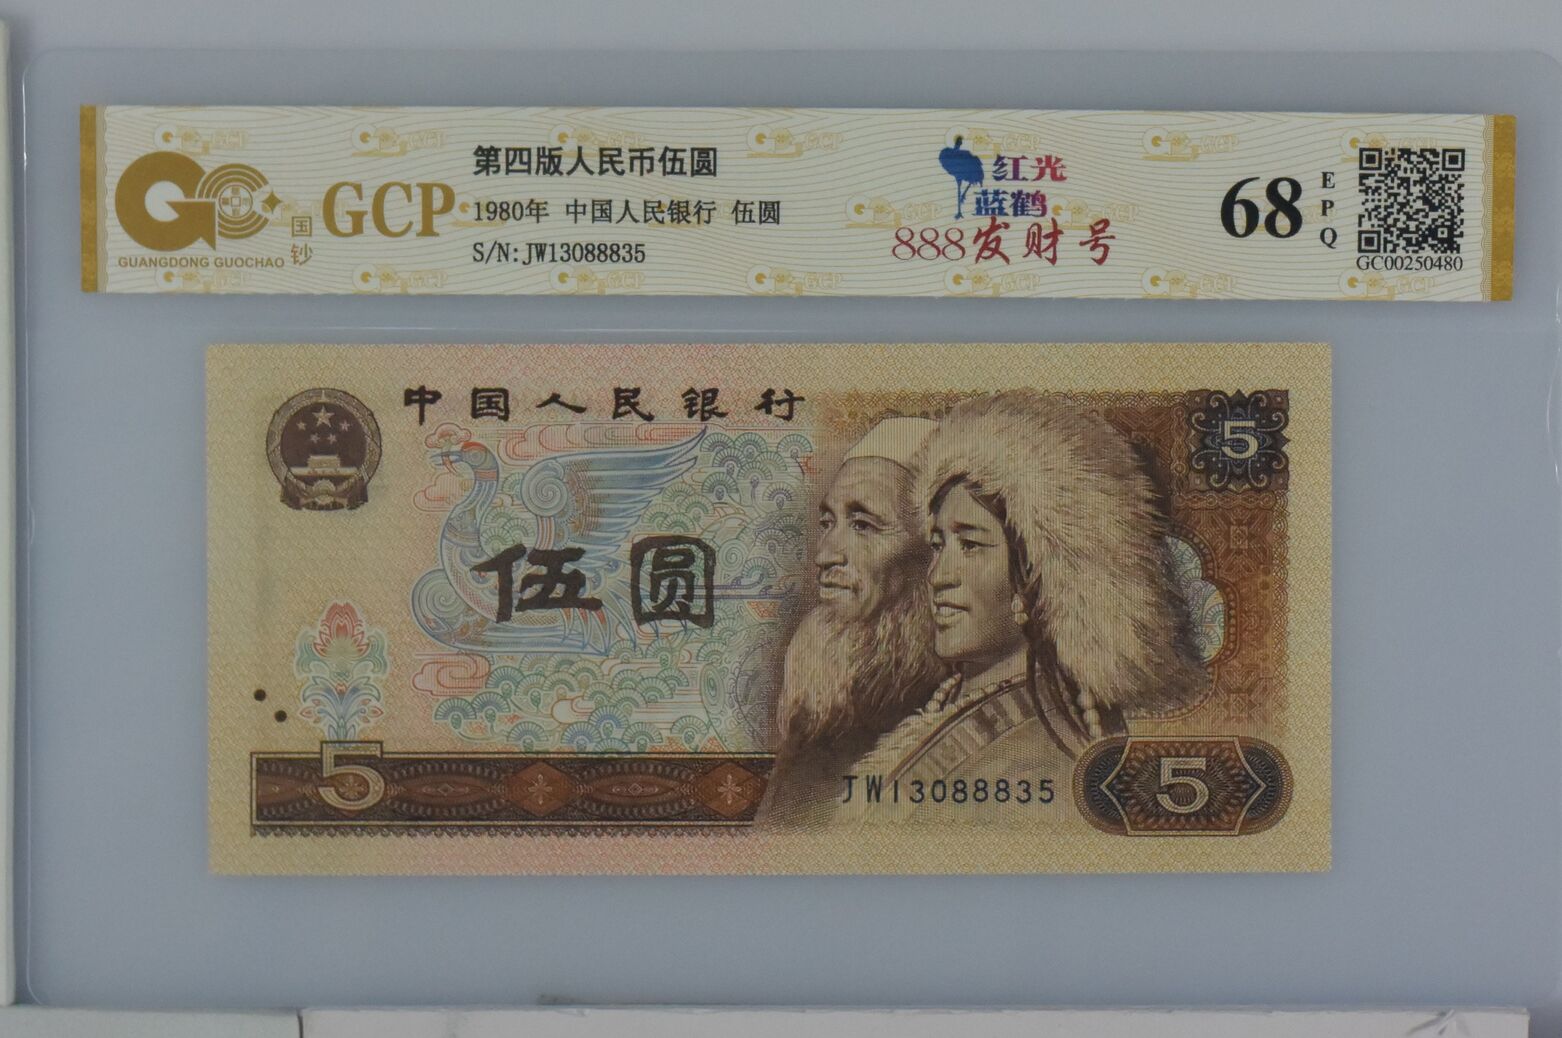 GUANGDONG GUOCHAO
国钞
GCP
第四版人民币伍圆
1980年 中国人民银行 伍圆
S/N:JW13088835
红光
蓝鹤
888发财号
68
EPQ
GC00250480
中国人民银行
5
伍圆
5
JW13088835
5